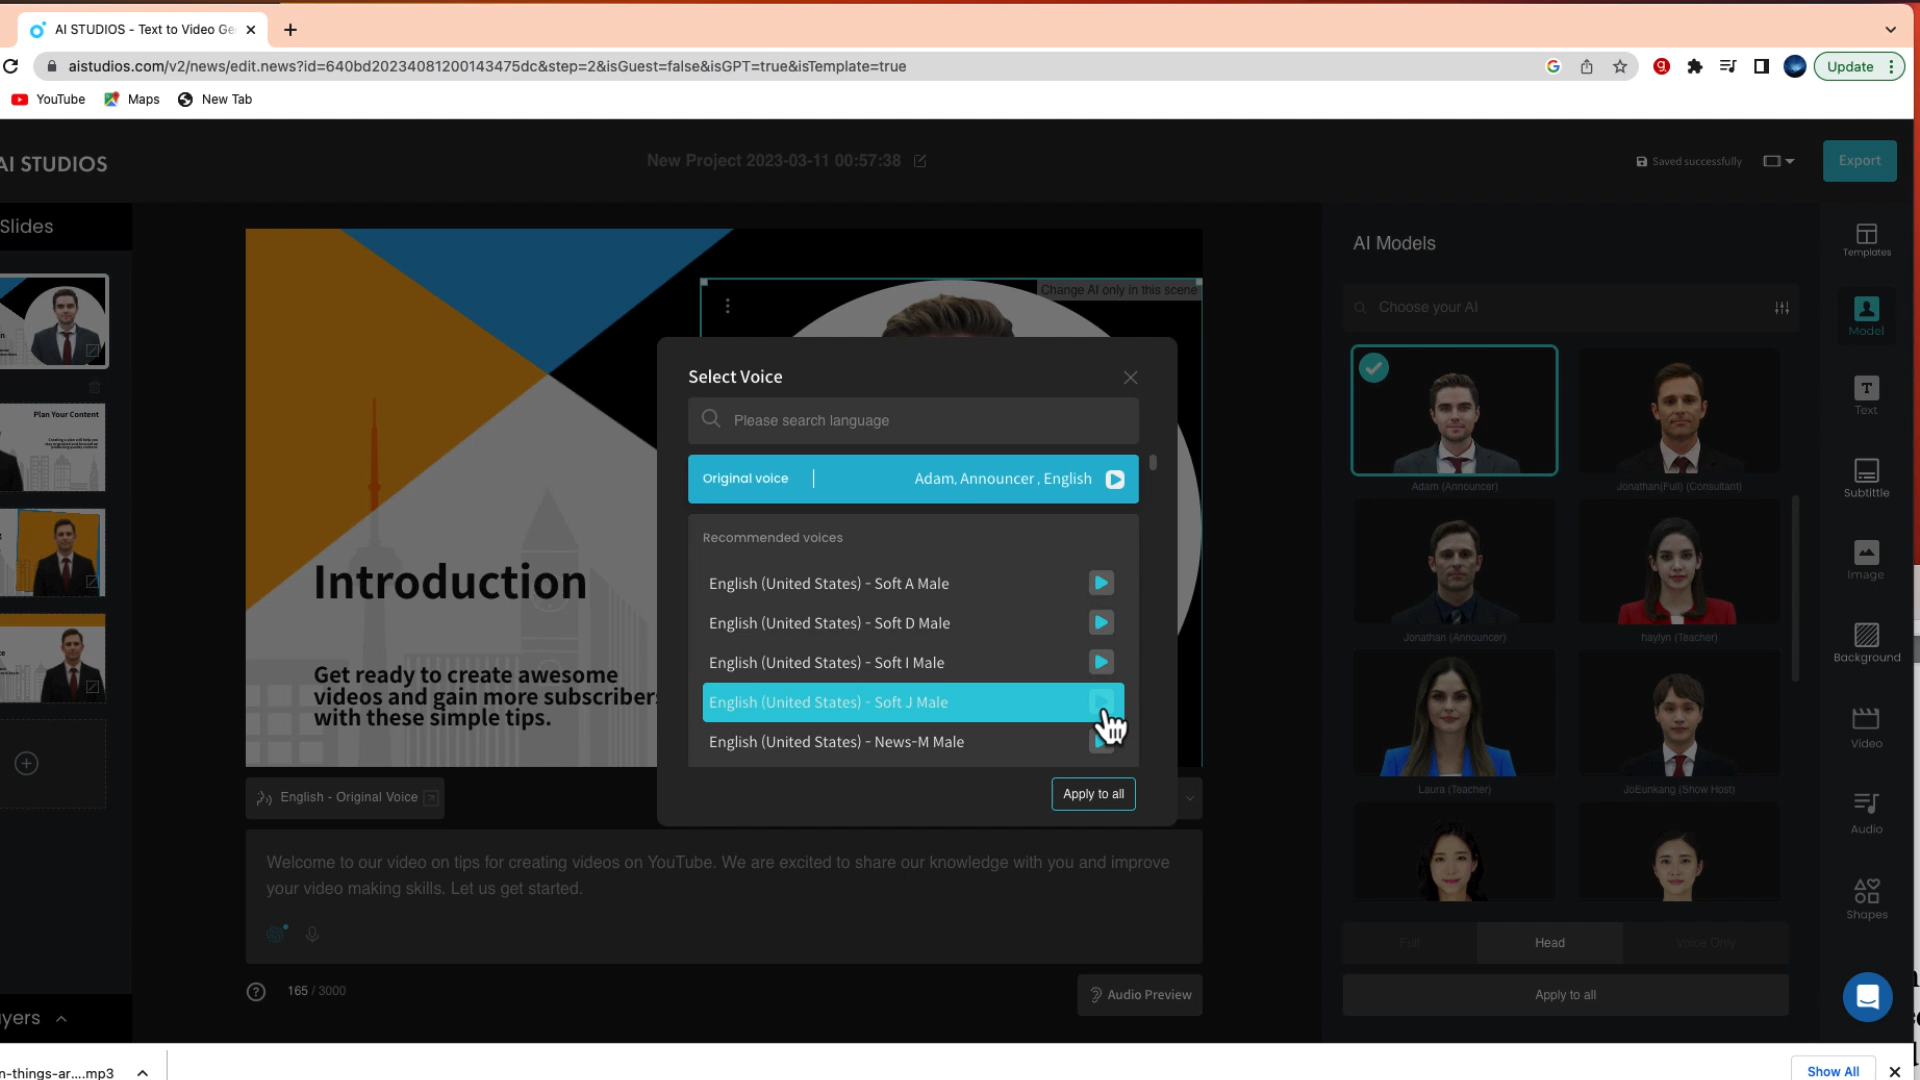 AI STUDIOS - Text to Video Ge
aistudios.com/v2/news/edit.news?id=640bd20234081200143475dc&step=2&isGuest=false&isGPT=true&isTemplate=true
Update
YouTube
Maps
New Tab
AI STUDIOS
New Project 2023-03-11 00:57:38
Saved successfully
Export
Slides
Plan Your Content
Introduction
Get ready to create awesome
videos and gain more subscribers
with these simple tips.
Change AI only in this scene
Select Voice
Please search language
Original voice
Adam, Announcer , English
Recommended voices
English (United States) - Soft A Male
English (United States) - Soft D Male
English (United States) - Soft I Male
English (United States) - Soft J Male
English (United States) - News-M Male
Apply to all
English - Original Voice
Welcome to our video on tips for creating videos on YouTube. We are excited to share our knowledge with you and improve
your video making skills. Let us get started.
165 / 3000
Audio Preview
AI Models
Choose your AI
Adam (Announcer)
Jonathan(Full) (Consultant)
Jonathan (Announcer)
haylyn (Teacher)
Laura (Teacher)
JoEunkang (Show Host)
Full
Head
Voice Only
Apply to all
Templates
Model
Text
Subtitle
Image
Background
Video
Audio
Shapes
yers
n-things-ar....mp3
Show All